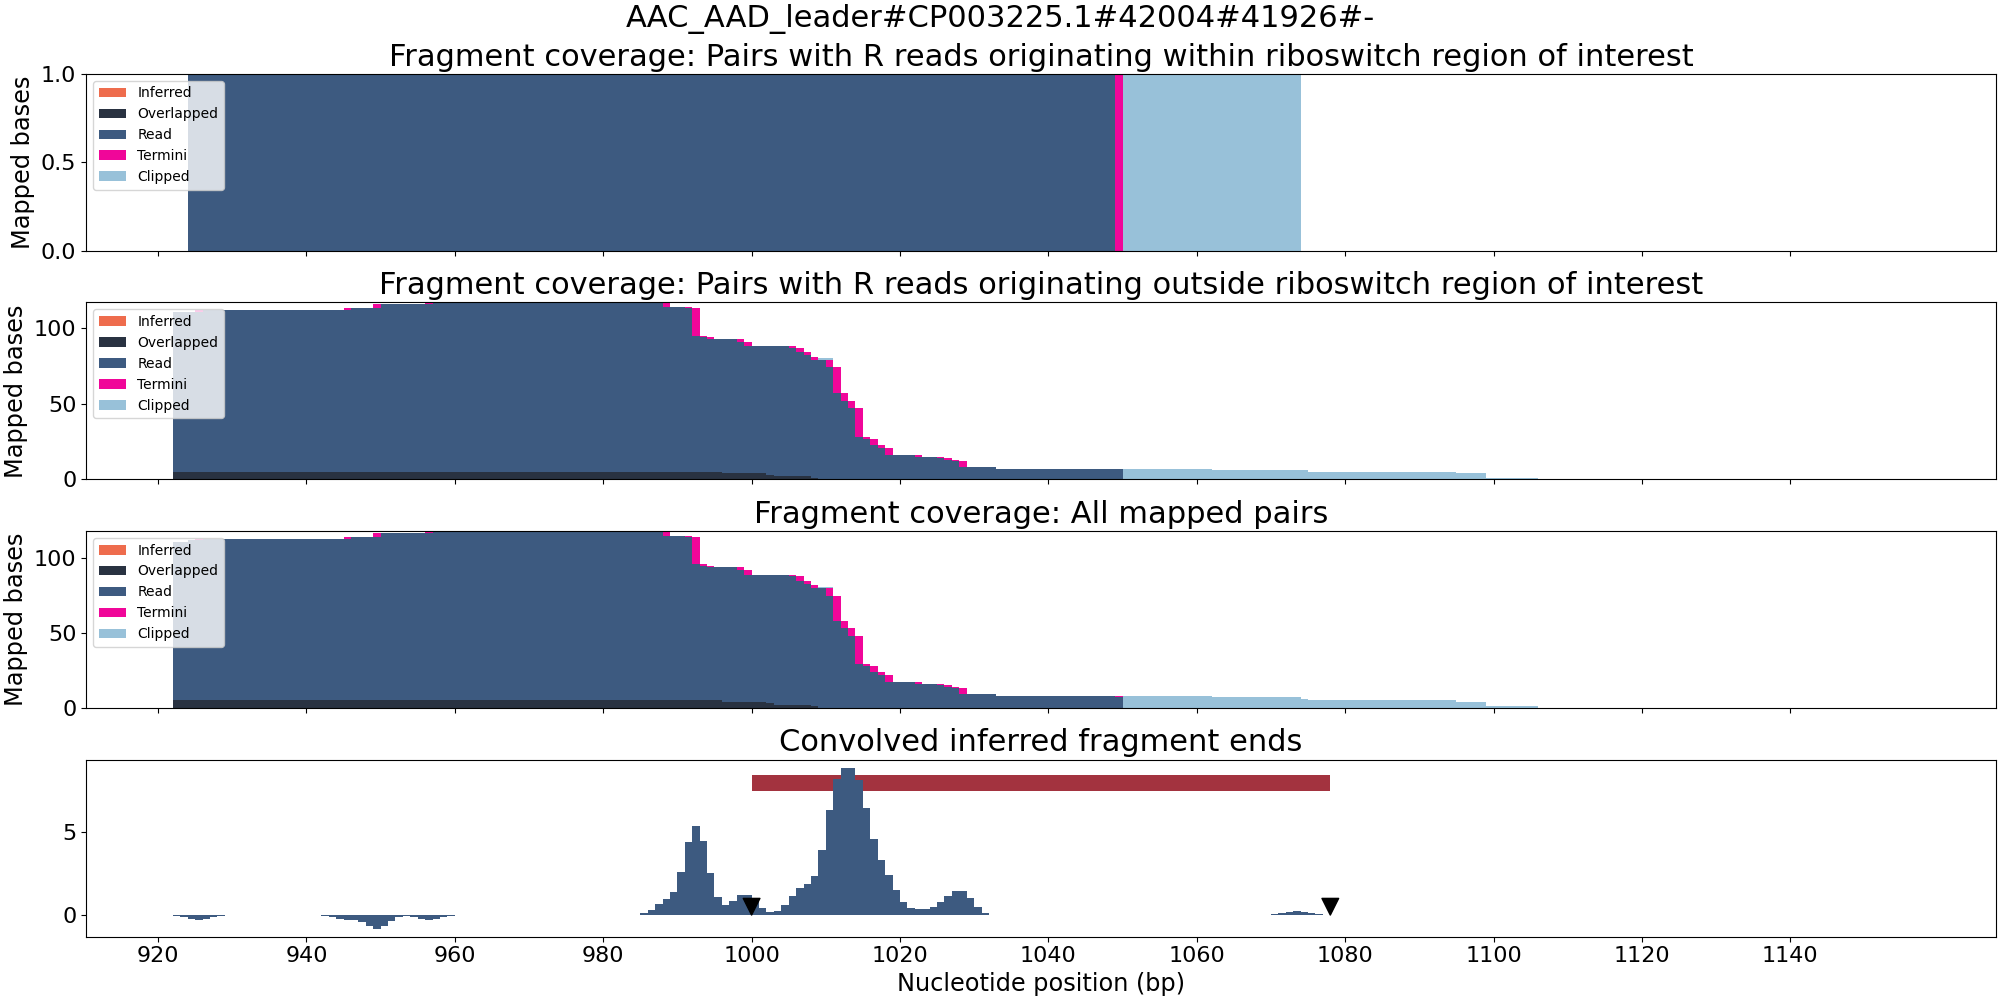 AAC_AAD_leader#CP003225.1#42004#41926#-
Fragment coverage: Pairs with R reads originating within riboswitch region of interest
Mapped bases
1.0
0.5
0.0
Inferred
Overlapped
Read
Termini
Clipped
Fragment coverage: Pairs with R reads originating outside riboswitch region of interest
Mapped bases
100
50
0
Inferred
Overlapped
Read
Termini
Clipped
Fragment coverage: All mapped pairs
Mapped bases
100
50
0
Inferred
Overlapped
Read
Termini
Clipped
Convolved inferred fragment ends
5
0
920 940 960 980 1000 1020 1040 1060 1080 1100 1120 1140
Nucleotide position (bp)